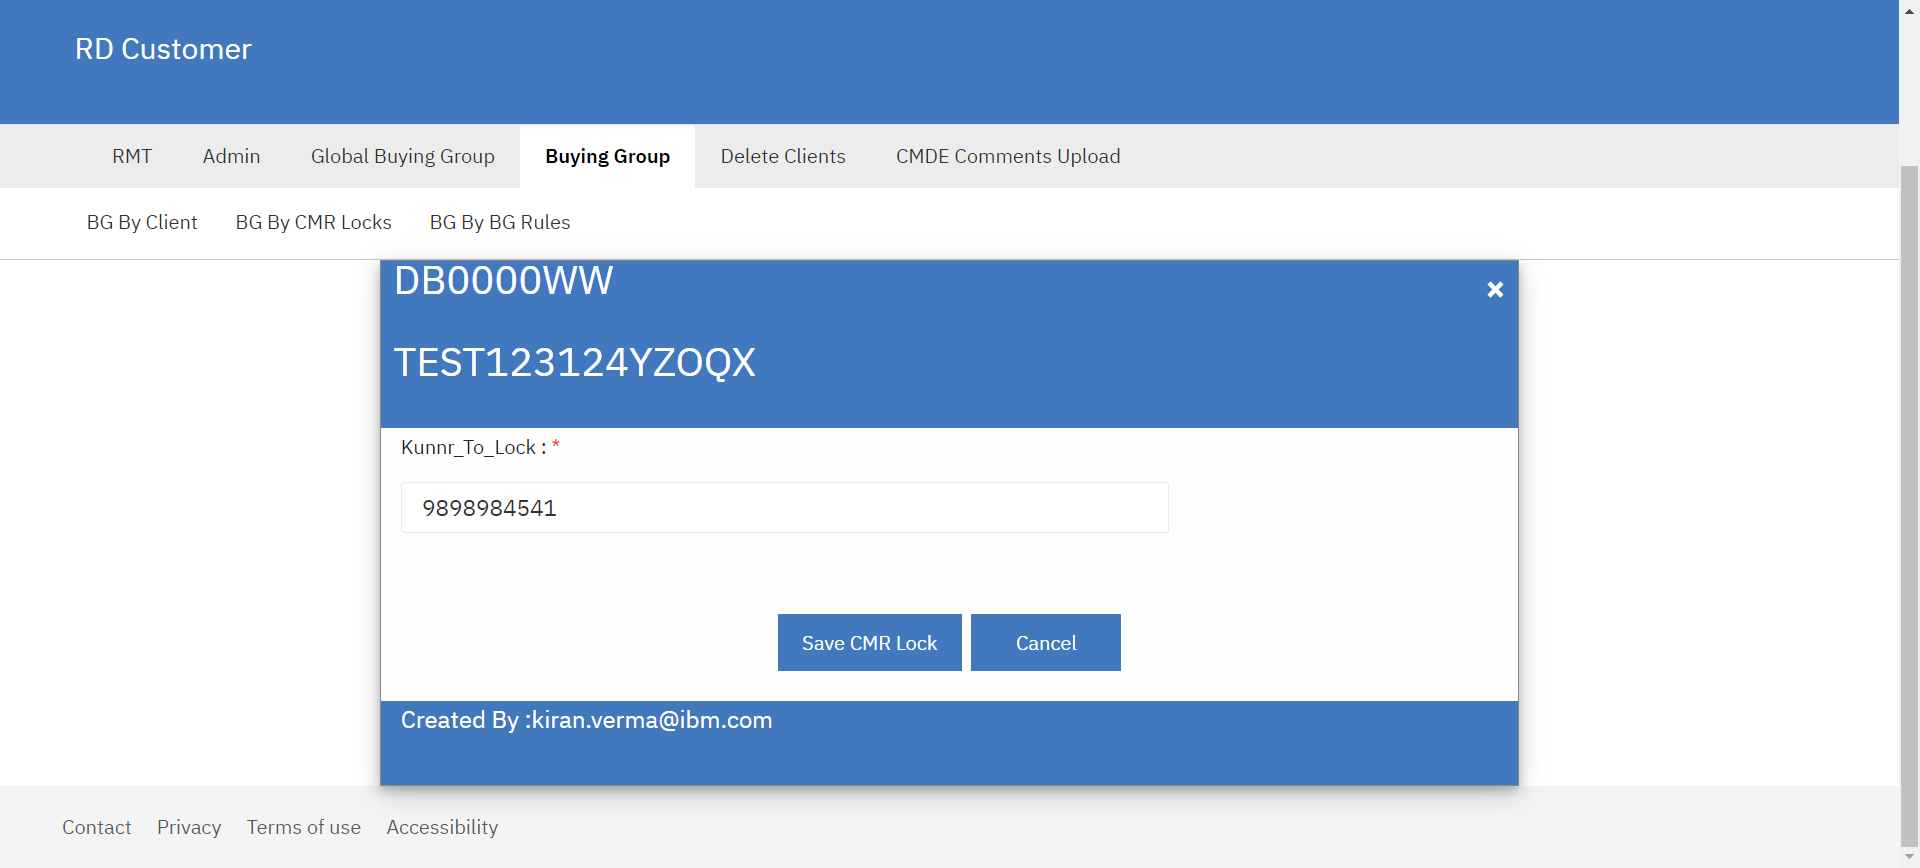 RD Customer
RMT Admin Global Buying Group Buying Group Delete Clients CMDE Comments Upload
BG By Client BG By CMR Locks BG By BG Rules
DB0000WW
TEST123124YZOQX
Kunnr_To_Lock : *
9898984541
Save CMR Lock Cancel
Created By :kiran.verma@ibm.com
Contact Privacy Terms of use Accessibility